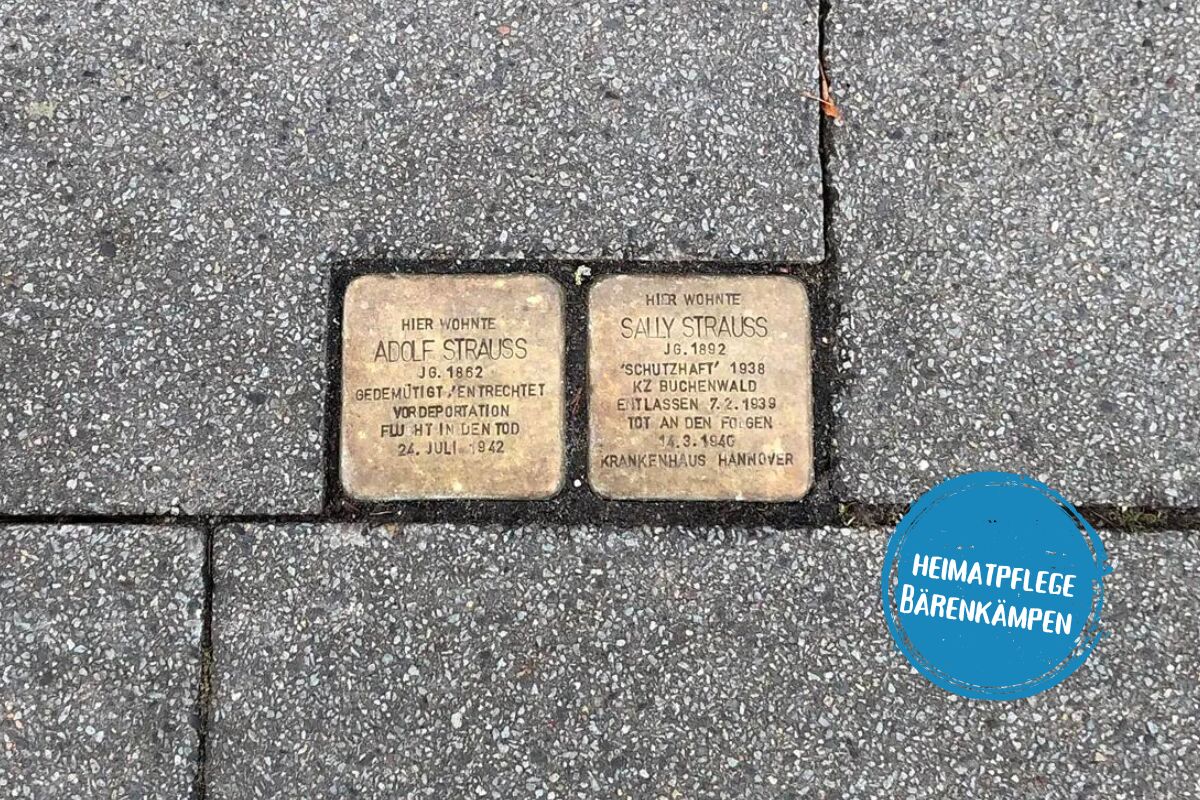 HIER WOHNTE
ADOLF STRAUSS
JG. 1862
GEDEMÜTIGT / ENTRECHTET
VOR DEPORTATION
FLUCHT IN DEN TOD
24. JULI 1942
HIER WOHNTE
SALLY STRAUSS
JG. 1892
'SCHUTZHAFT' 1938
KZ BUCHENWALD
ENTLASSEN 7.2.1939
TOT AN DEN FOLGEN
14.3.1940
KRANKENHAUS HANNOVER
HEIMATPFLEGE
BÄRENKÄMPEN